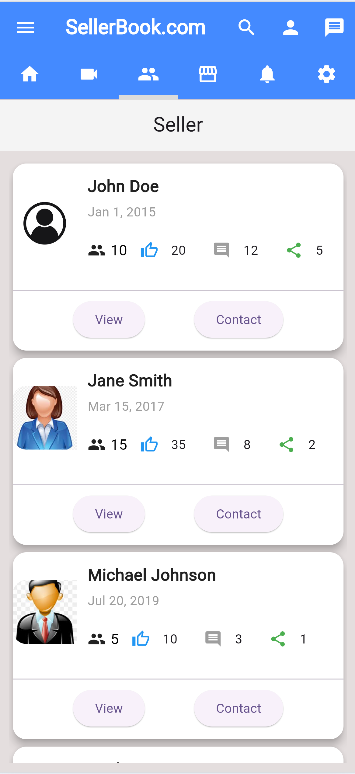 SellerBook.com
Seller
John Doe
Jan 1, 2015
10 20 12 5
View Contact
Jane Smith
Mar 15, 2017
15 35 8 2
View Contact
Michael Johnson
Jul 20, 2019
5 10 3 1
View Contact